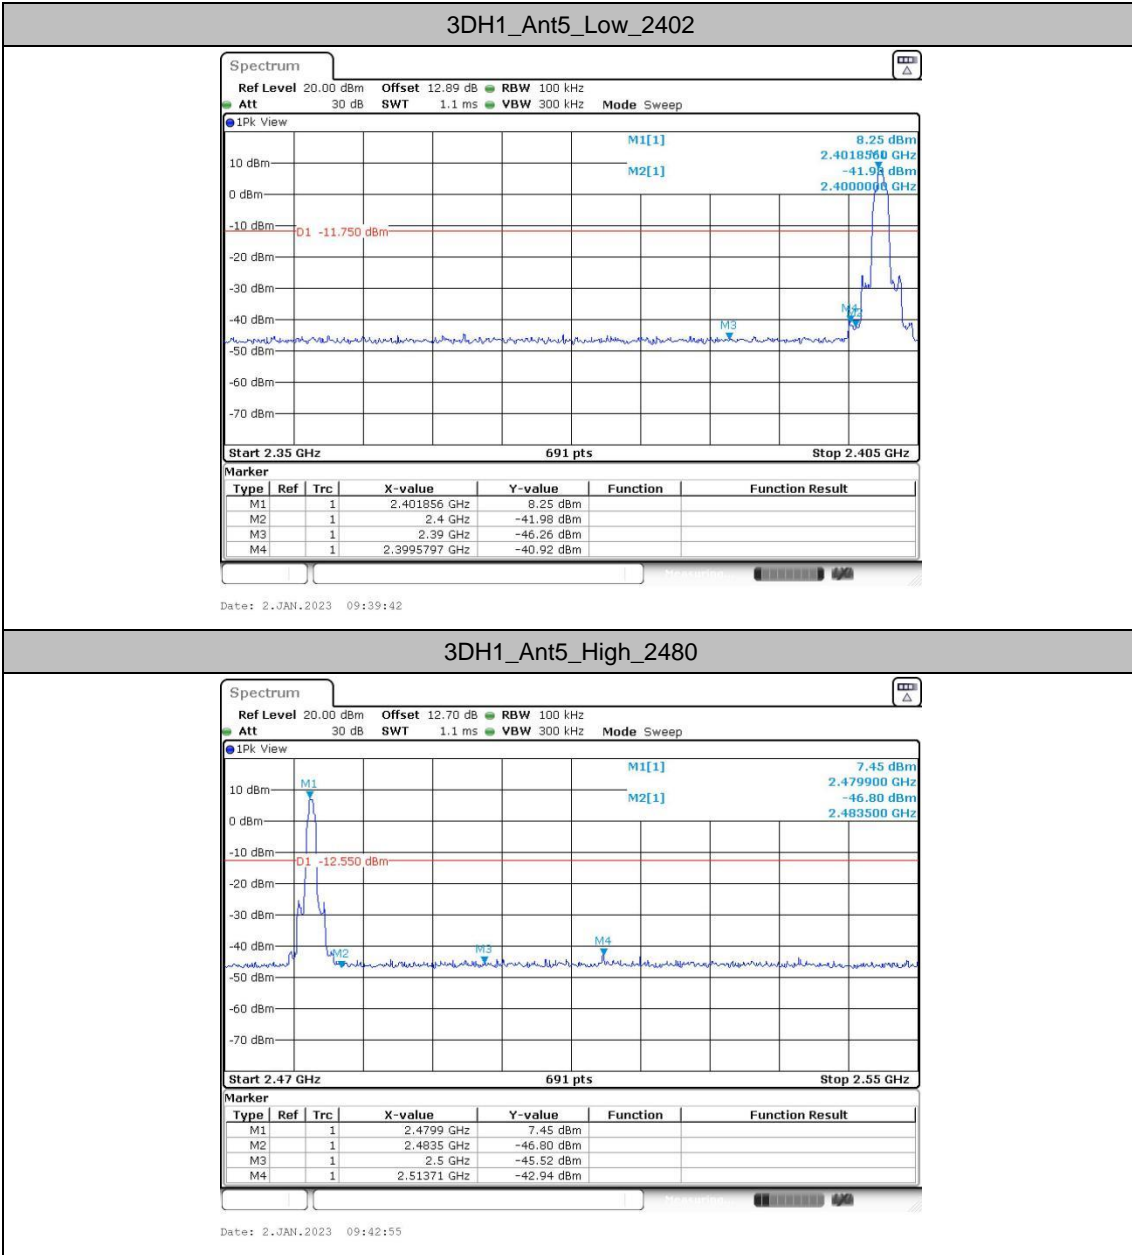 3DH1_Ant5_Low_2402
Spectrum
Ref Level 20.00 dBm Offset 12.89 dB RBW 100 kHz
Att 30 dB SWT 1.1 ms VBW 300 kHz Mode Sweep
1Pk View
M1[1] 8.25 dBm
2.4018560 GHz
M2[1] -41.98 dBm
2.4000000 GHz
M1
10 dBm
0 dBm
-10 dBm
D1 -11.750 dBm
-20 dBm
-30 dBm
-40 dBm
M4
M2
M3
-50 dBm
-60 dBm
-70 dBm
Start 2.35 GHz 691 pts Stop 2.405 GHz
Marker
Type Ref Trc X-value Y-value Function Function Result
M1 1 2.401856 GHz 8.25 dBm
M2 1 2.4 GHz -41.98 dBm
M3 1 2.39 GHz -46.26 dBm
M4 1 2.3995797 GHz -40.92 dBm
Measuring...
Date: 2.JAN.2023 09:39:42
3DH1_Ant5_High_2480
Spectrum
Ref Level 20.00 dBm Offset 12.70 dB RBW 100 kHz
Att 30 dB SWT 1.1 ms VBW 300 kHz Mode Sweep
1Pk View
M1[1] 7.45 dBm
2.479900 GHz
M2[1] -46.80 dBm
2.483500 GHz
M1
10 dBm
0 dBm
-10 dBm
D1 -12.550 dBm
-20 dBm
-30 dBm
-40 dBm
M2
M3
M4
-50 dBm
-60 dBm
-70 dBm
Start 2.47 GHz 691 pts Stop 2.55 GHz
Marker
Type Ref Trc X-value Y-value Function Function Result
M1 1 2.4799 GHz 7.45 dBm
M2 1 2.4835 GHz -46.80 dBm
M3 1 2.5 GHz -45.52 dBm
M4 1 2.51371 GHz -42.94 dBm
Measuring...
Date: 2.JAN.2023 09:42:55